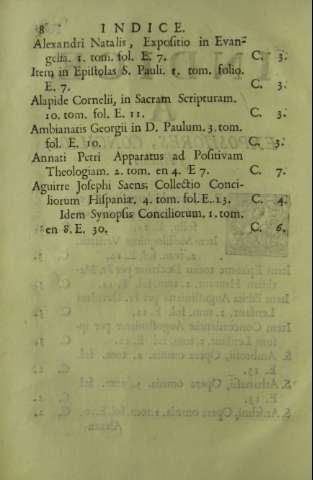 8 INDICE.
Alexandri Natalis, Expositio in Evan-
gelia. 1. tom. fol. E. 7. C. 3.
Item in Epistolas S. Pauli. 1. tom. folio.
E. 7. C. 3.
Alapide Cornelii, in Sacram Scripturam.
10. tom. fol. E. 11. C. 3.
Ambianatis Georgii in D. Paulum. 3. tom.
fol. E. 10. C. 3.
Annati Petri Apparatus ad Positivam
Theologiam. 2. tom. en 4. E 7. C. 7.
Aguirre Josephi Saens, Collectio Conci-
liorum Hispaniæ, 4. tom. fol. E. 13. C. 4.
Idem Synopsis Conciliorum. 1. tom.
en 8. E. 30. C. 6.